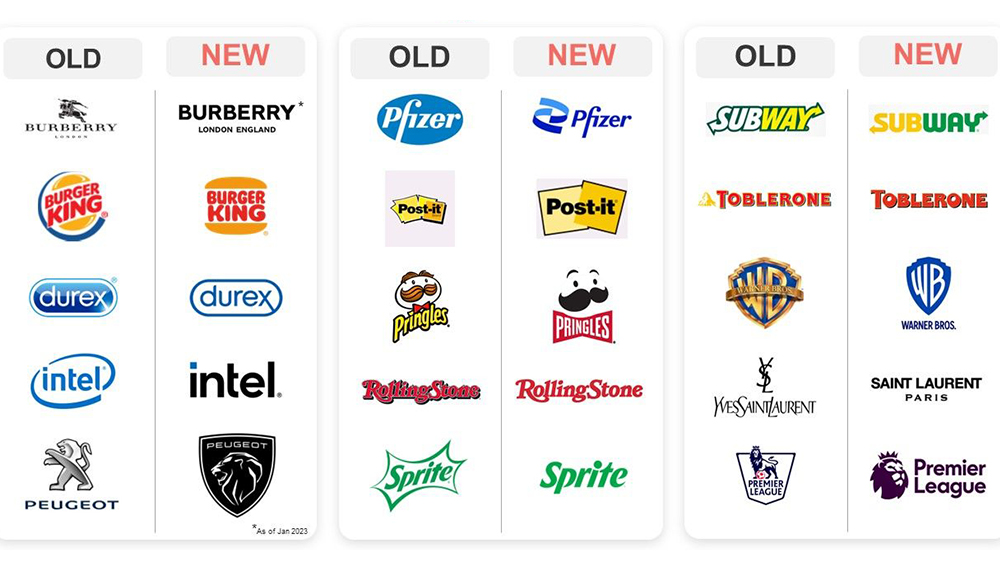 OLD
NEW
BURBERRY
LONDON
BURBERRY*
LONDON ENGLAND
BURGER
KING
®
BURGER
KING
®
durex
®
durex
intel
®
intel®
PEUGEOT
PEUGEOT
*As of Jan 2023
OLD
NEW
Pfizer
Pfizer
Post-it
Post-it®
Pringles
PRINGLES
RollingStone
RollingStone
Sprite
Sprite
OLD
NEW
SUBWAY
SUBWAY
TOBLERONE
TOBLERONE
WB
WARNER BROS
WB
WARNER BROS.
YSL
YVESSAINTLAURENT
SAINT LAURENT
PARIS
PREMIER
LEAGUE
Premier
League